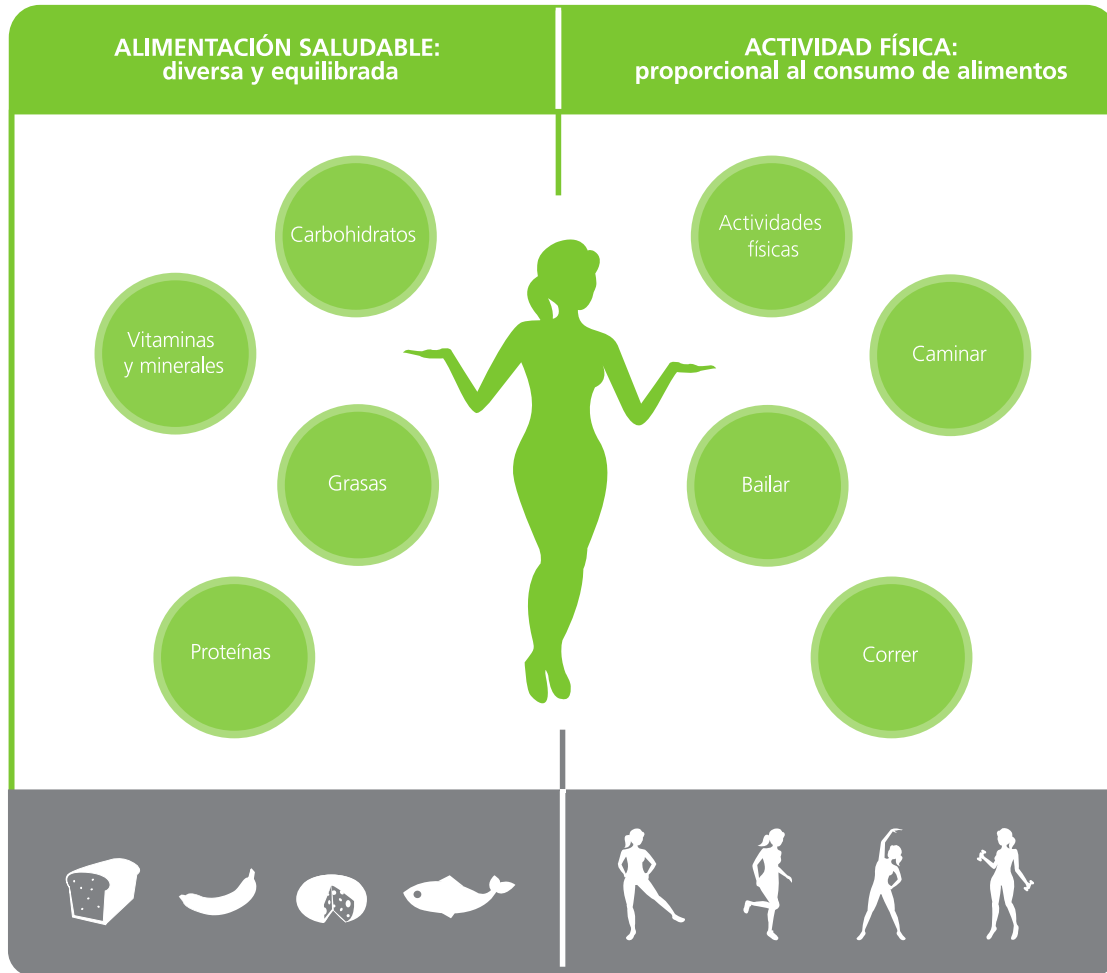 ALIMENTACIÓN SALUDABLE:
diversa y equilibrada
ACTIVIDAD FÍSICA:
proporcional al consumo de alimentos
Carbohidratos
Vitaminas
y minerales
Grasas
Proteínas
Actividades
físicas
Caminar
Bailar
Correr